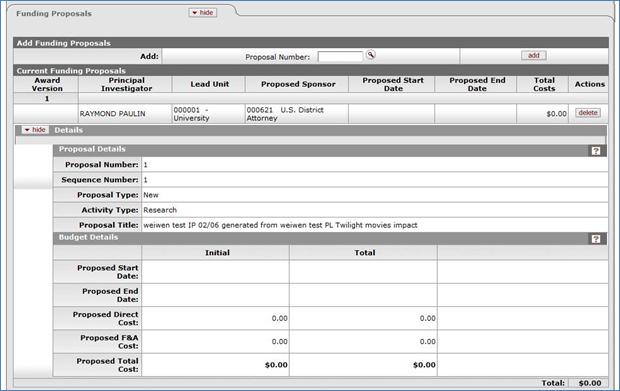 Funding Proposals
hide
Add Funding Proposals
Add: Proposal Number: add
Current Funding Proposals
Award Version Principal Investigator Lead Unit Proposed Sponsor Proposed Start Date Proposed End Date Total Costs Actions
1
RAYMOND PAULIN 000001 - University 000621 U.S. District Attorney $0.00 delete
hide Details
Proposal Details ?
Proposal Number: 1
Sequence Number: 1
Proposal Type: New
Activity Type: Research
Proposal Title: weiwen test IP 02/06 generated from weiwen test PL Twilight movies impact
Budget Details ?
Initial Total
Proposed Start Date:
Proposed End Date:
Proposed Direct Cost: 0.00 0.00
Proposed F&A Cost: 0.00 0.00
Proposed Total Cost: $0.00 $0.00
Total: $0.00